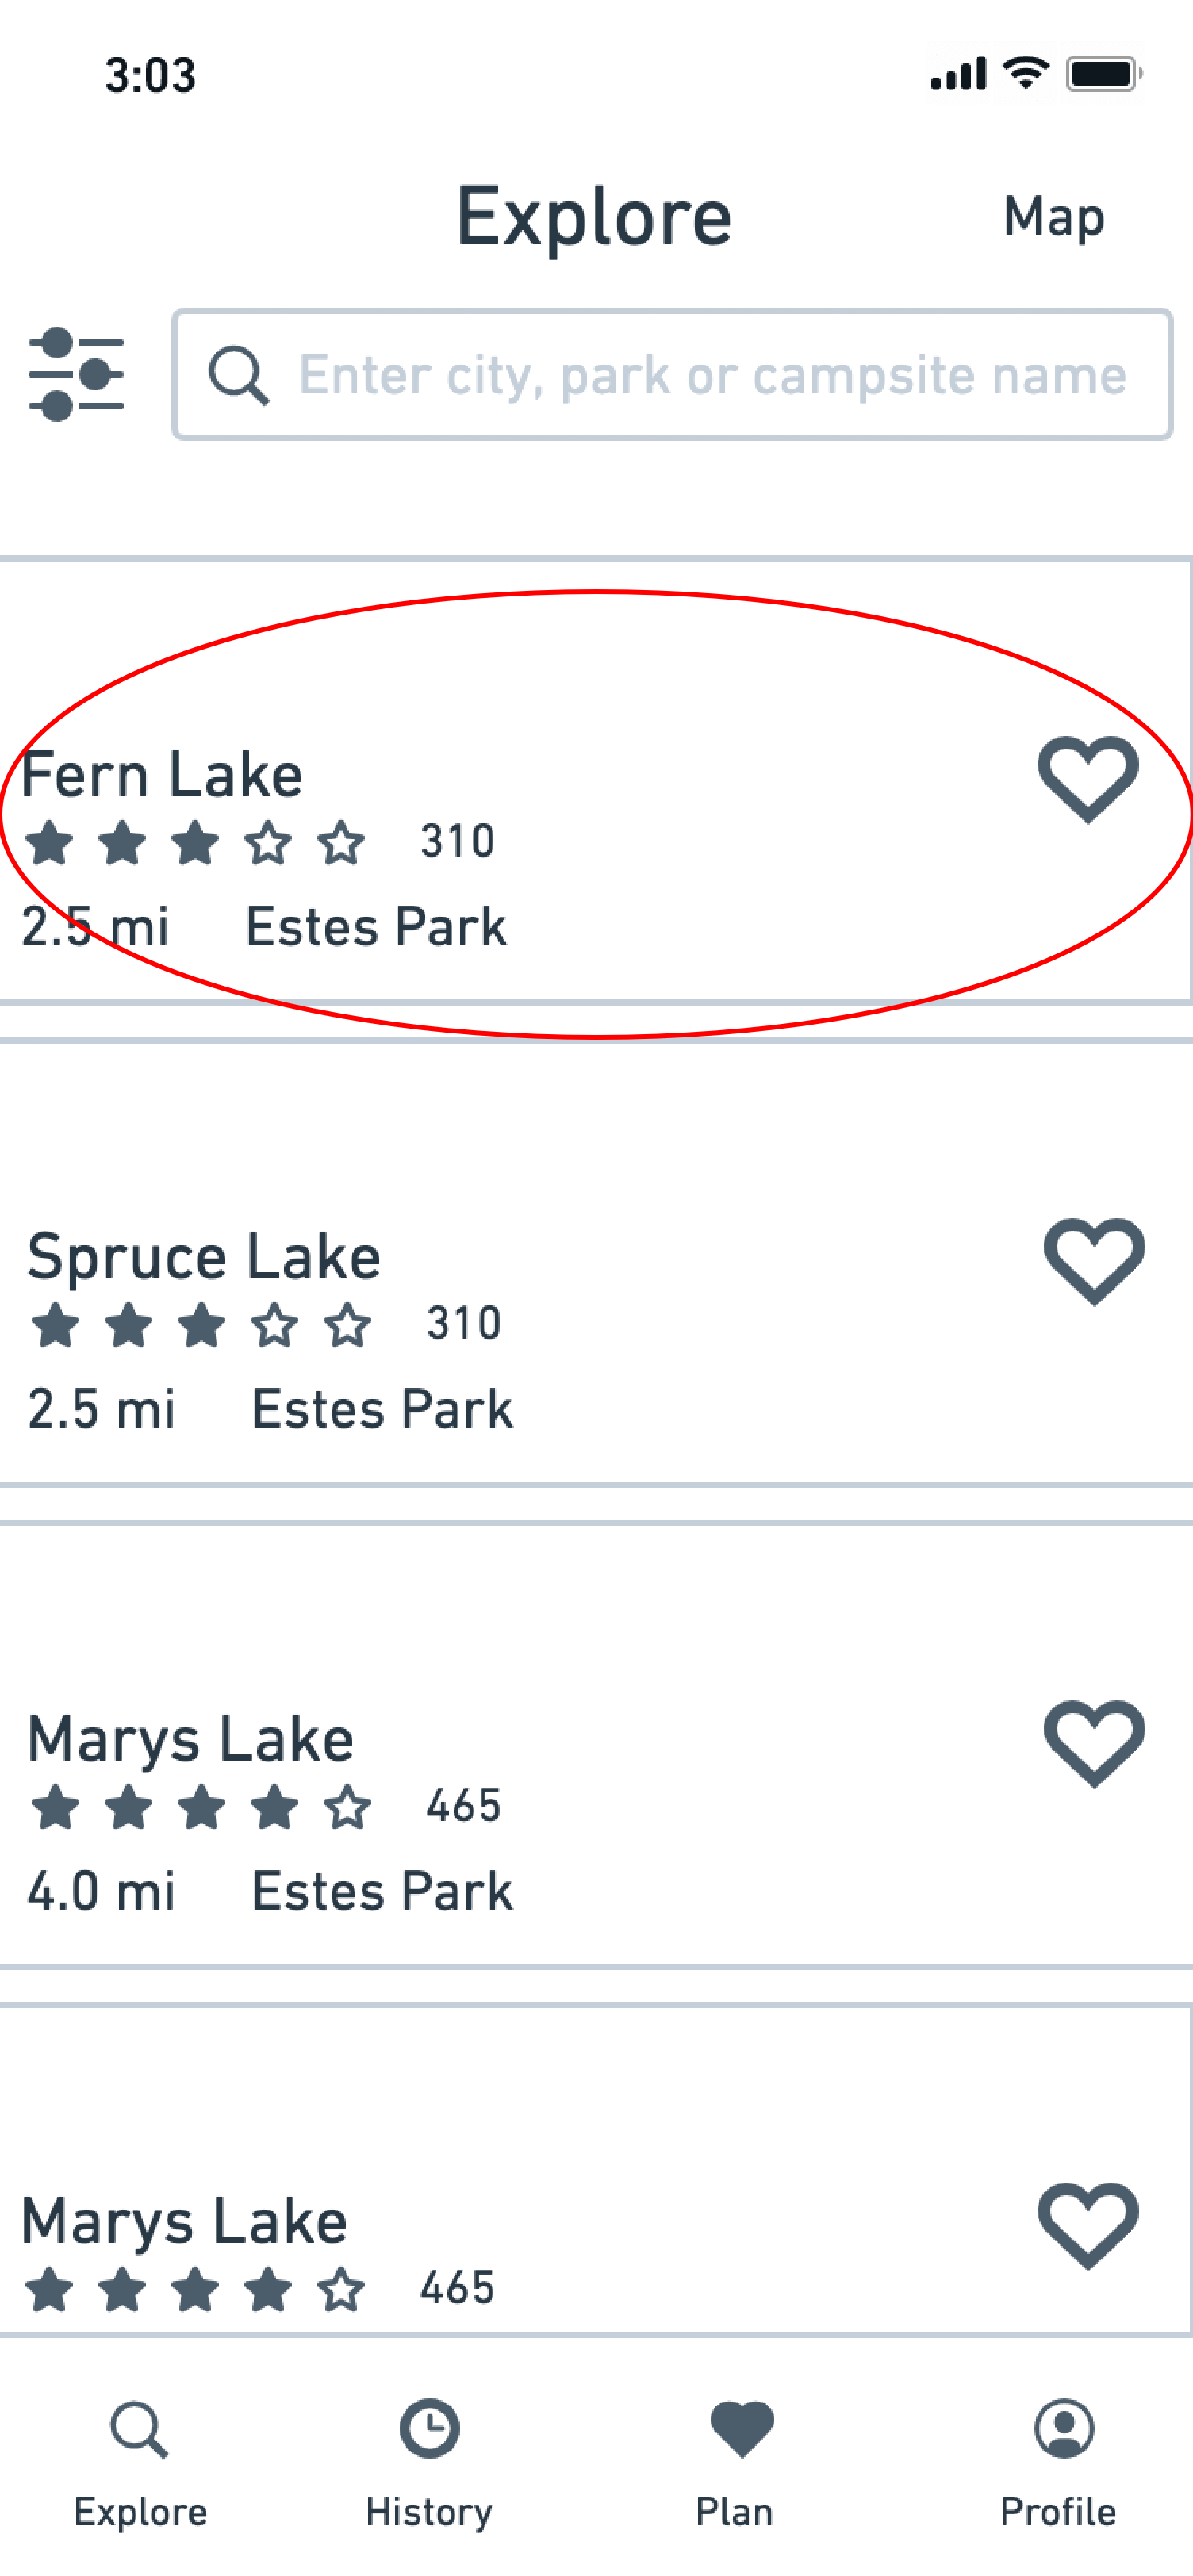 3:03
Explore
Map
Enter city, park or campsite name
Fern Lake
310
2.5 mi Estes Park
Spruce Lake
310
2.5 mi Estes Park
Marys Lake
465
4.0 mi Estes Park
Marys Lake
465
Explore History Plan Profile